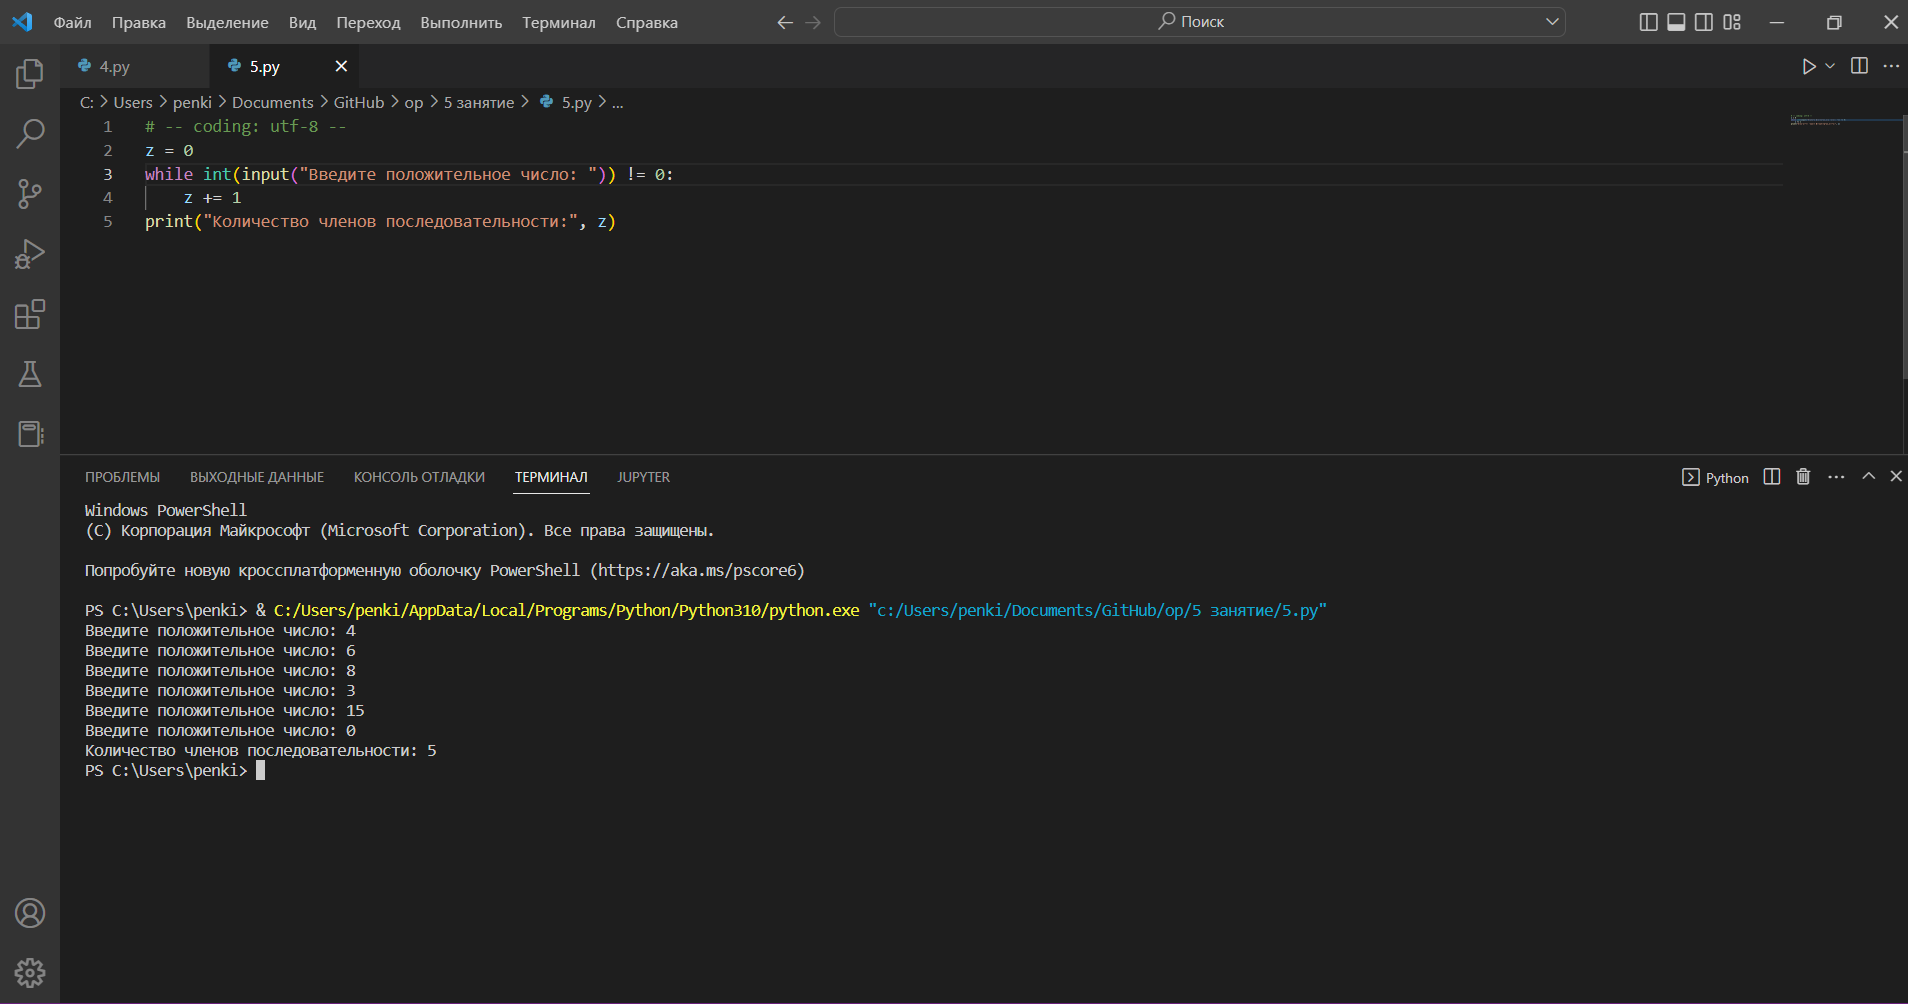 Файл Правка Выделение Вид Переход Выполнить Терминал Справка Поиск
4.py 5.py
C: > Users > penki > Documents > GitHub > op > 5 занятие > 5.py > ...
1 # -- coding: utf-8 --
2 z = 0
3 while int(input("Введите положительное число: ")) != 0:
4 z += 1
5 print("Количество членов последовательности:", z)
ПРОБЛЕМЫ ВЫХОДНЫЕ ДАННЫЕ КОНСОЛЬ ОТЛАДКИ ТЕРМИНАЛ JUPYTER Python
Windows PowerShell
(C) Корпорация Майкрософт (Microsoft Corporation). Все права защищены.
Попробуйте новую кроссплатформенную оболочку PowerShell (https://aka.ms/pscore6)
PS C:\Users\penki> & C:/Users/penki/AppData/Local/Programs/Python/Python310/python.exe "c:/Users/penki/Documents/GitHub/op/5 занятие/5.py"
Введите положительное число: 4
Введите положительное число: 6
Введите положительное число: 8
Введите положительное число: 3
Введите положительное число: 15
Введите положительное число: 0
Количество членов последовательности: 5
PS C:\Users\penki>